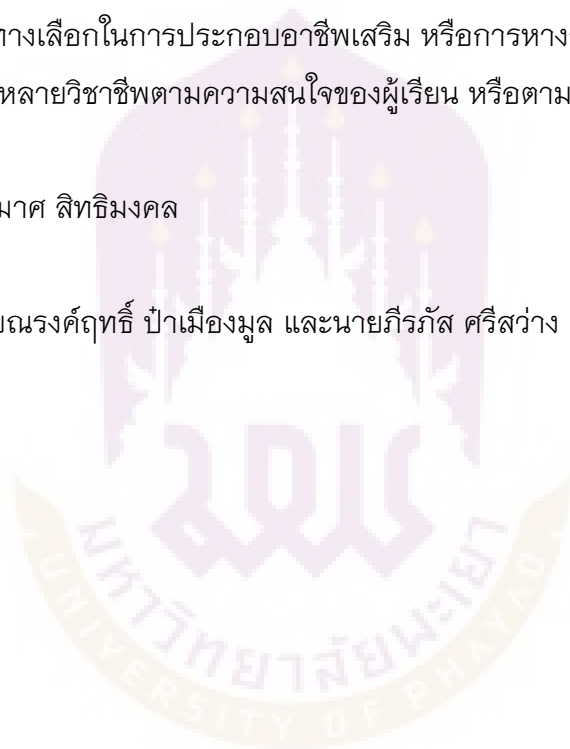 ทางเลือกในการประกอบอาชีพเสริม หรือการหาง
หลายวิชาชีพตามความสนใจของผู้เรียน หรือตาม
มาศ สิทธิมงคล
ยณรงค์ฤทธิ์ ป๋าเมืองมูล และนายภีรภัส ศรีสว่าง
มพย
มหาวิทยาลัยพะเยา
UNIVERSITY OF PHAYAO